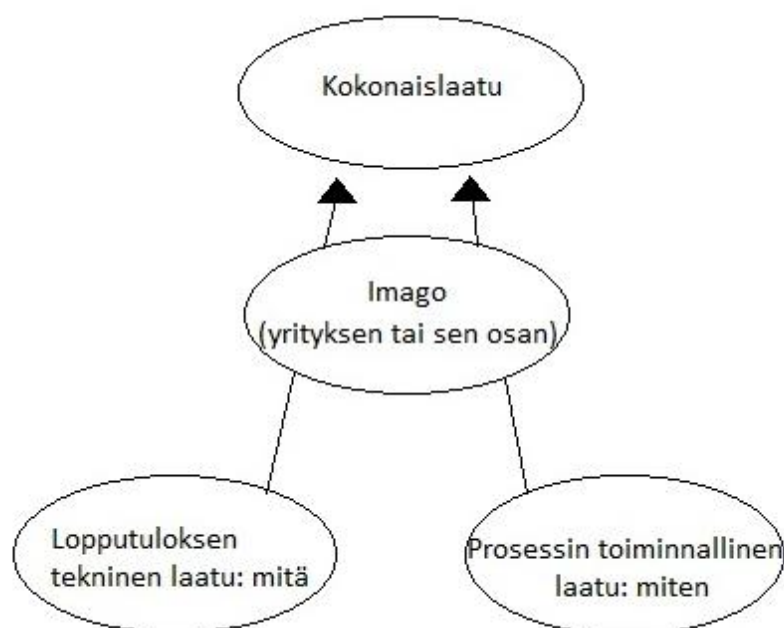 Kokonaislaatu
Imago
(yrityksen tai sen osan)
Lopputuloksen
tekninen laatu: mitä
Prosessin toiminnallinen
laatu: miten